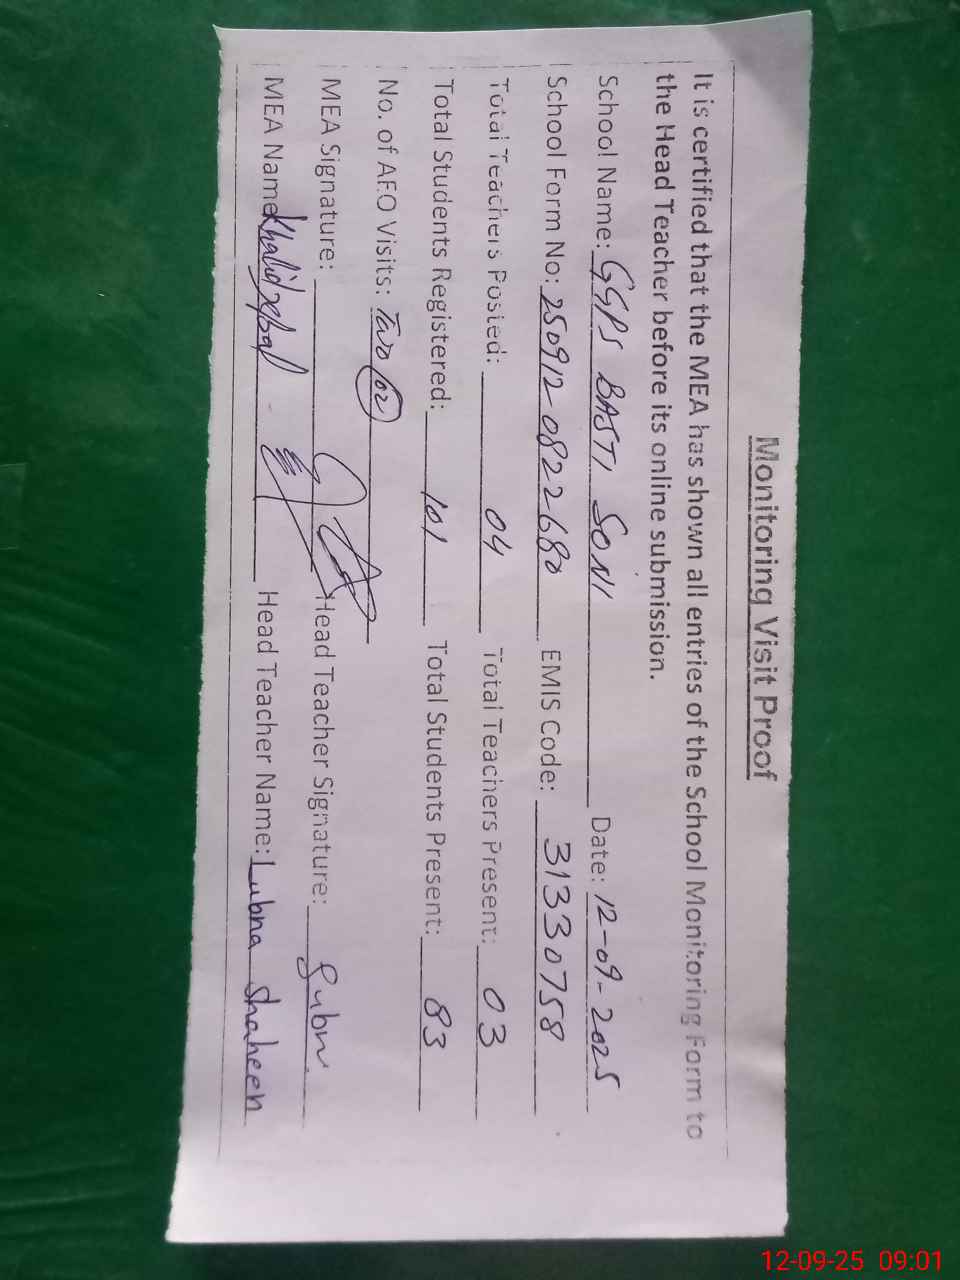 Monitoring Visit Proof
It is certified that the MEA has shown all entries of the School Monitoring Form to
the Head Teacher before its online submission.
School Name: GGPS BASTI SONI Date: 12-09-2025
School Form No: 250912 0822680 EMIS Code: 31330758
Total Teachers Posted: 04 Total Teachers Present: 03
Total Students Registered: 101 Total Students Present: 83
No. of AEO Visits: Two (02)
MEA Signature: Head Teacher Signature: Lubna
MEA Name: Khalid Iqbal Head Teacher Name: Lubna Shaheen
12-09-25 09:01